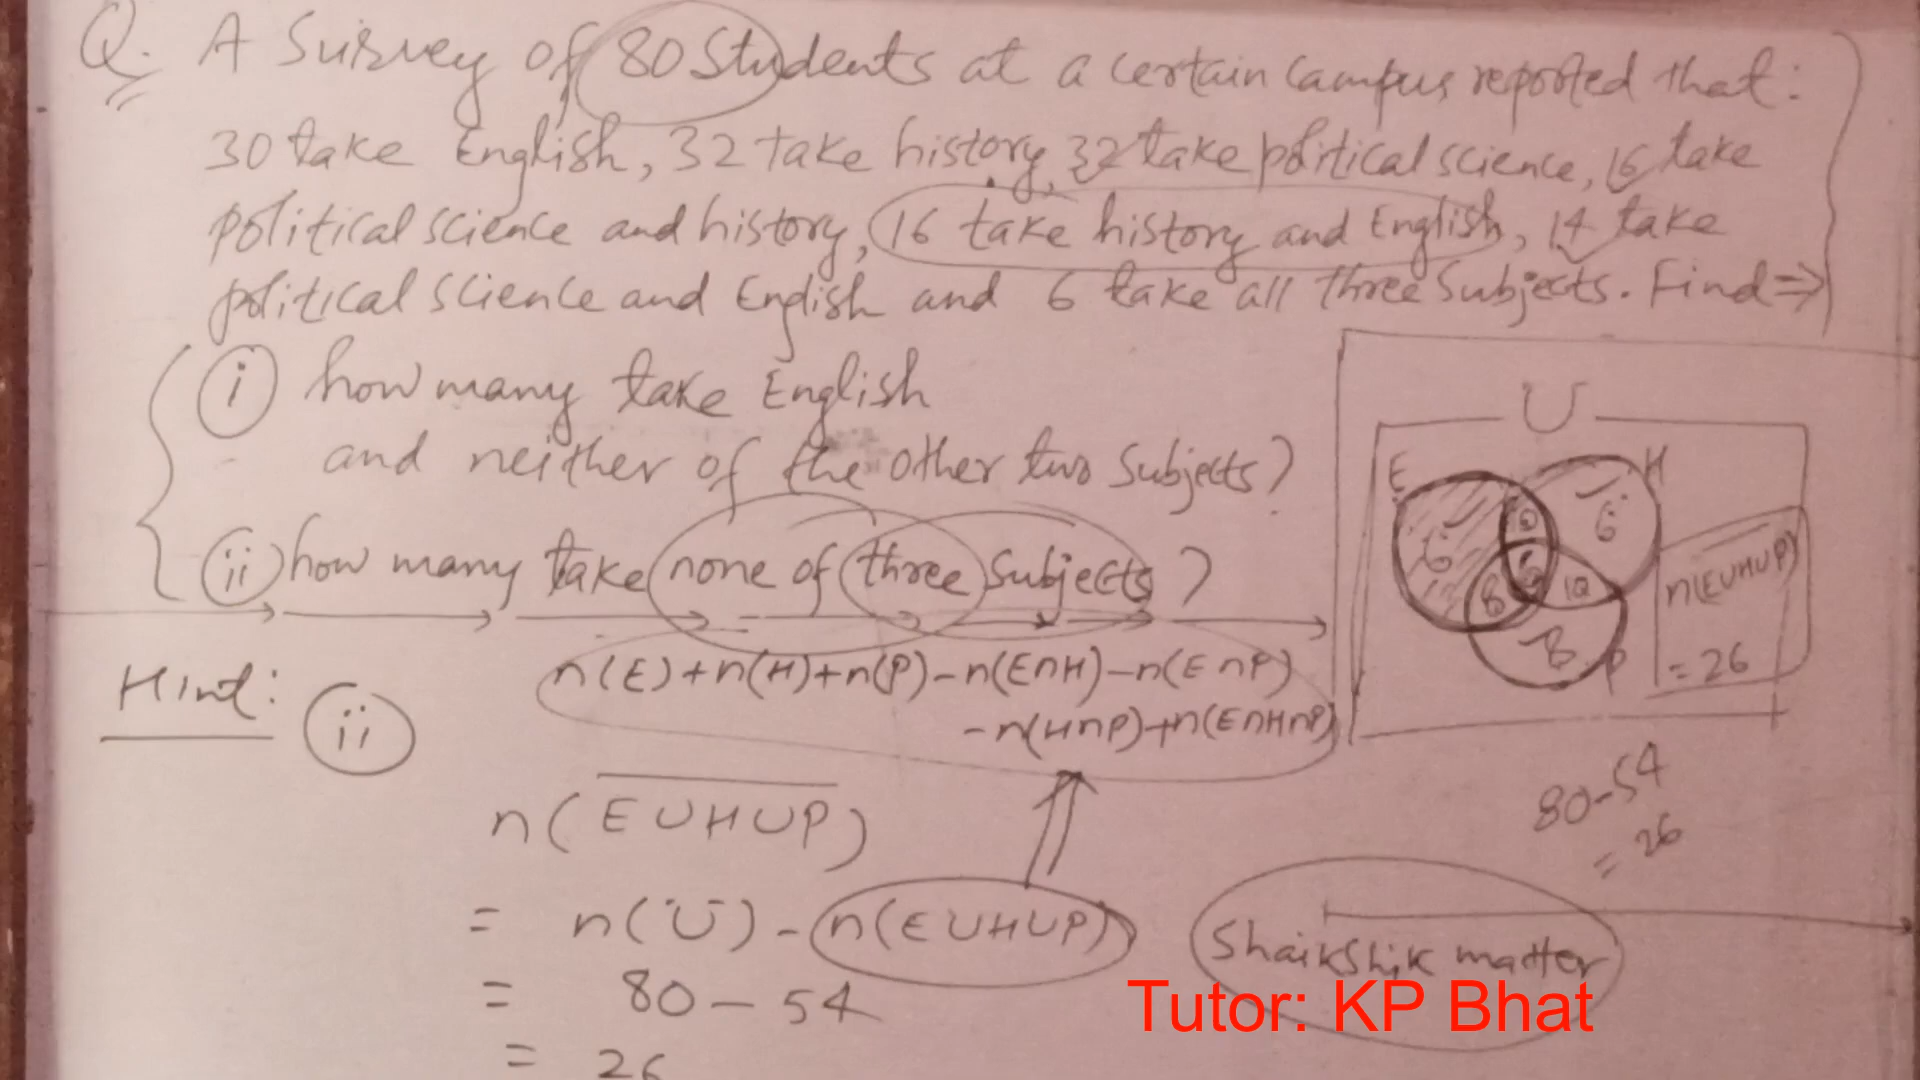 Q. A Survey of 80 Students at a certain campus reported that:
30 take English, 32 take history, 32 take political science, 16 take
political science and history, 16 take history and English, 14 take
political science and English and 6 take all three Subjects. Find ⇒
(i) how many take English
and neither of the other two Subjects?
(ii) how many take none of three Subjects?
U
E
H
6
10
6
6
8
10
8
P
n(EUHUP)
= 26
Hint: (ii)
n(E)+n(H)+n(P)-n(E∩H)-n(E∩P)
-n(H∩P)+n(E∩H∩P)
n(E∪H∪P)
= n(U) - n(E∪H∪P)
= 80 - 54
= 26
80-54
= 26
Shaikshik matter
Tutor: KP Bhat